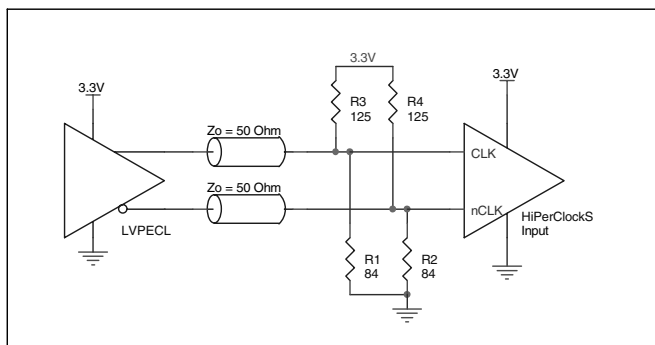 3.3V
3.3V
3.3V
R3
125
R4
125
Zo = 50 Ohm
CLK
Zo = 50 Ohm
nCLK
HiPerClockS
Input
LVPECL
R1
84
R2
84